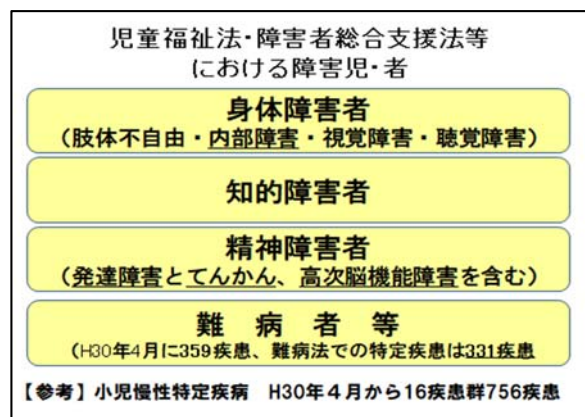 児童福祉法･障害者総合支援法等
における障害児･者
身体障害者
（肢体不自由・内部障害・視覚障害・聴覚障害）
知的障害者
精神障害者
（発達障害とてんかん、高次脳機能障害を含む）
難　病　者　等
（H30年4月に359疾患、難病法での特定疾患は331疾患
【参考】小児慢性特定疾病　H30年４月から16疾患群756疾患